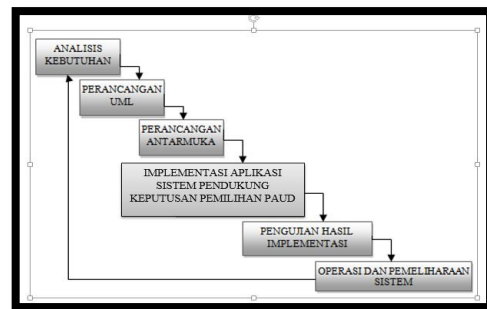 ANALISIS
KEBUTUHAN
PERANCANGAN
UML
PERANCANGAN
ANTARMUKA
IMPLEMENTASI APLIKASI
SISTEM PENDUKUNG
KEPUTUSAN PEMILIHAN PAUD
PENGUJIAN HASIL
IMPLEMENTASI
OPERASI DAN PEMELIHARAAN
SISTEM